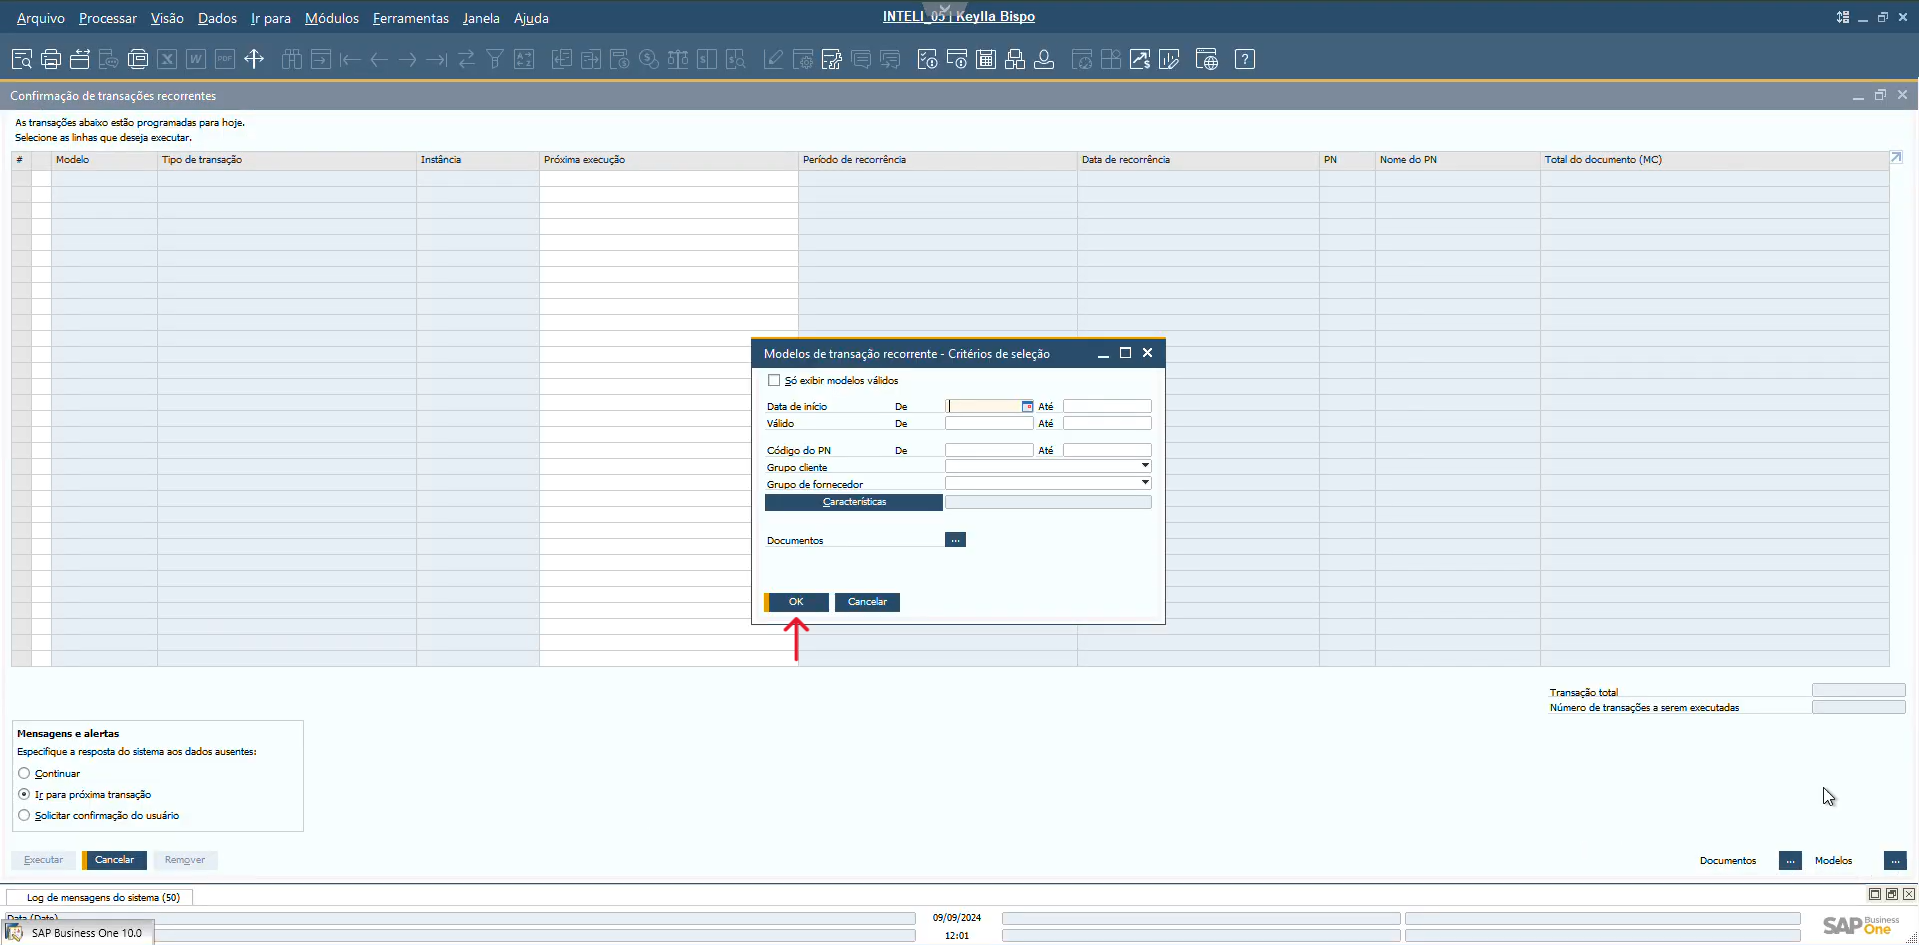 Arquivo Processar Visão Dados Ir para Módulos Ferramentas Janela Ajuda
INTELI_05 | Keylla Bispo
Confirmação de transações recorrentes
As transações abaixo estão programadas para hoje.
Selecione as linhas que deseja executar.
# Modelo Tipo de transação Instância Próxima execução Período de recorrência Data de recorrência PN Nome do PN Total do documento (MC)
Modelos de transação recorrente - Critérios de seleção
Só exibir modelos válidos
Data de início De Até
Válido De Até
Código do PN De Até
Grupo cliente
Grupo de fornecedor
Características
Documentos ...
OK Cancelar
Transação total
Número de transações a serem executadas
Mensagens e alertas
Especifique a resposta do sistema aos dados ausentes:
Continuar
Ir para próxima transação
Solicitar confirmação do usuário
Executar Cancelar Remover
Documentos ... Modelos ...
Log de mensagens do sistema (50)
Data (Date)
09/09/2024
12:01
SAP Business One 10.0
SAP Business One